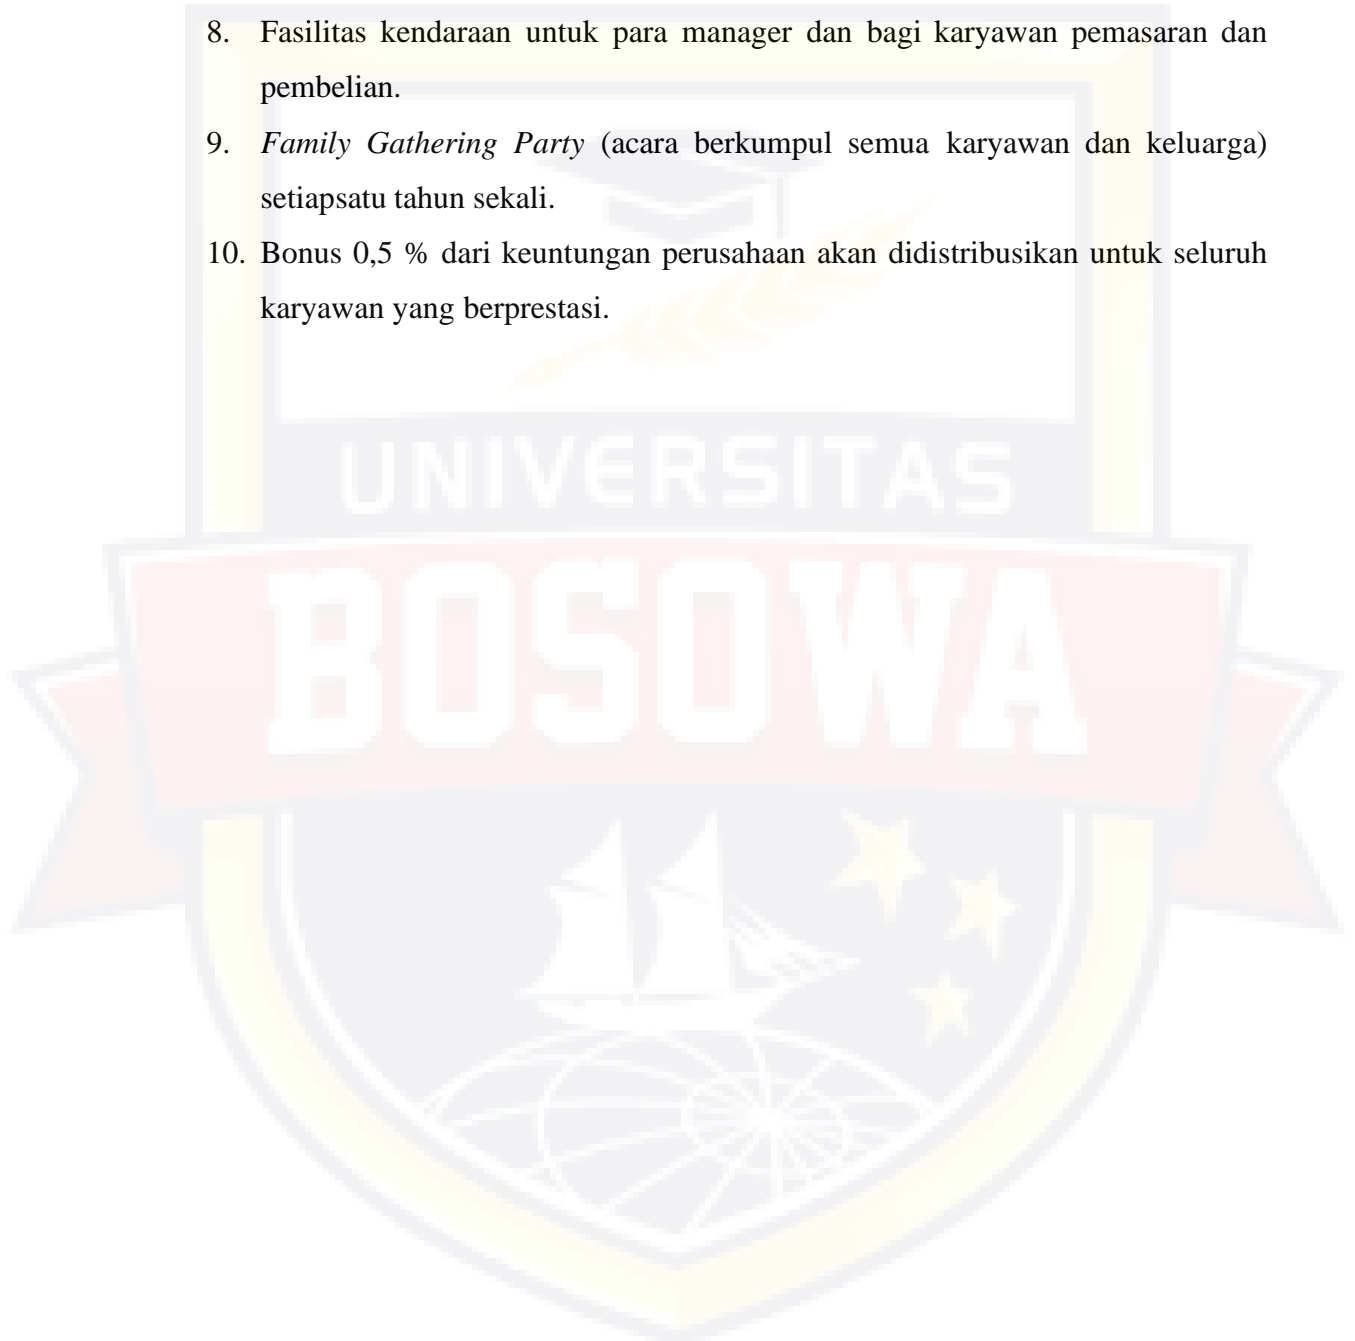 8. Fasilitas kendaraan untuk para manager dan bagi karyawan pemasaran dan
pembelian.
9. Family Gathering Party (acara berkumpul semua karyawan dan keluarga)
setiapsatu tahun sekali.
10. Bonus 0,5 % dari keuntungan perusahaan akan didistribusikan untuk seluruh
karyawan yang berprestasi.
UNIVERSITAS
BOSOWA